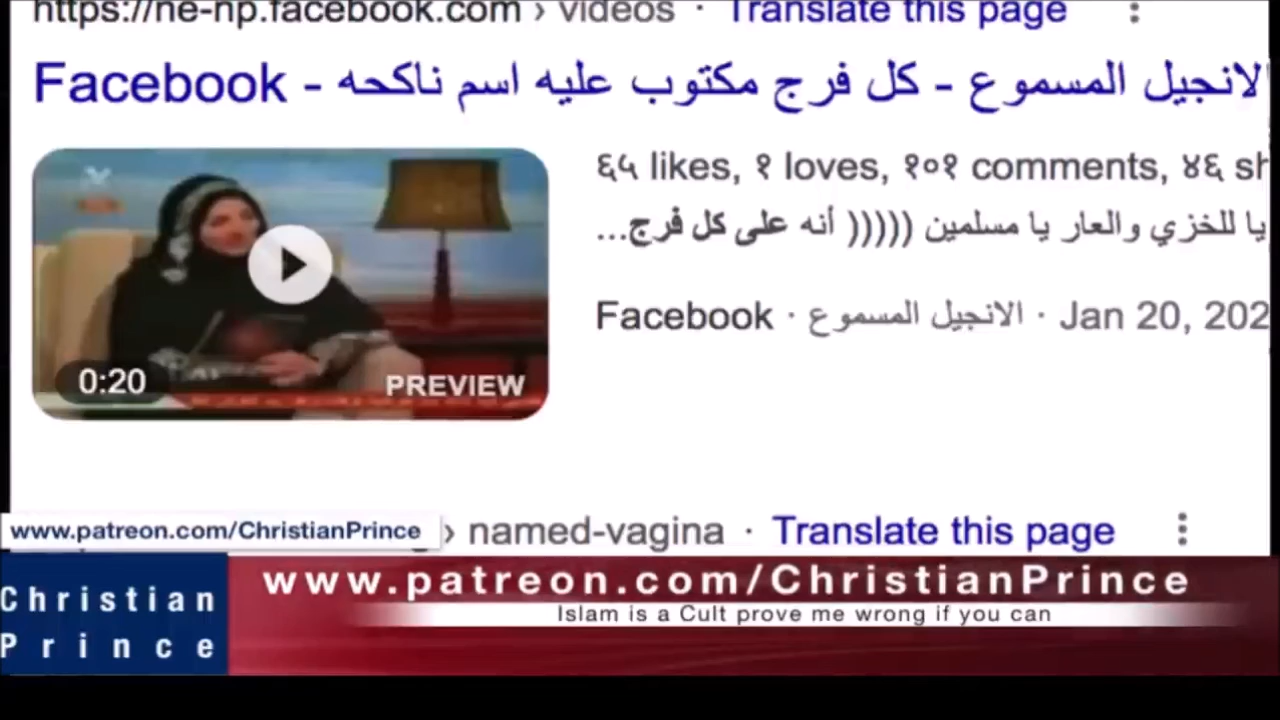 https://ne-np.facebook.com › videos · Translate this page
الانجيل المسموع - كل فرج مكتوب عليه اسم ناكحه - Facebook
٤٩ likes, १ loves, १०१ comments, ४६ sh
يا للخزي والعار يا مسلمين ((((( أنه على كل فرج...
Facebook · الانجيل المسموع · Jan 20, 202
0:20
PREVIEW
www.patreon.com/ChristianPrince
› named-vagina · Translate this page
www.patreon.com/ChristianPrince
Islam is a Cult prove me wrong if you can
Christian
Prince